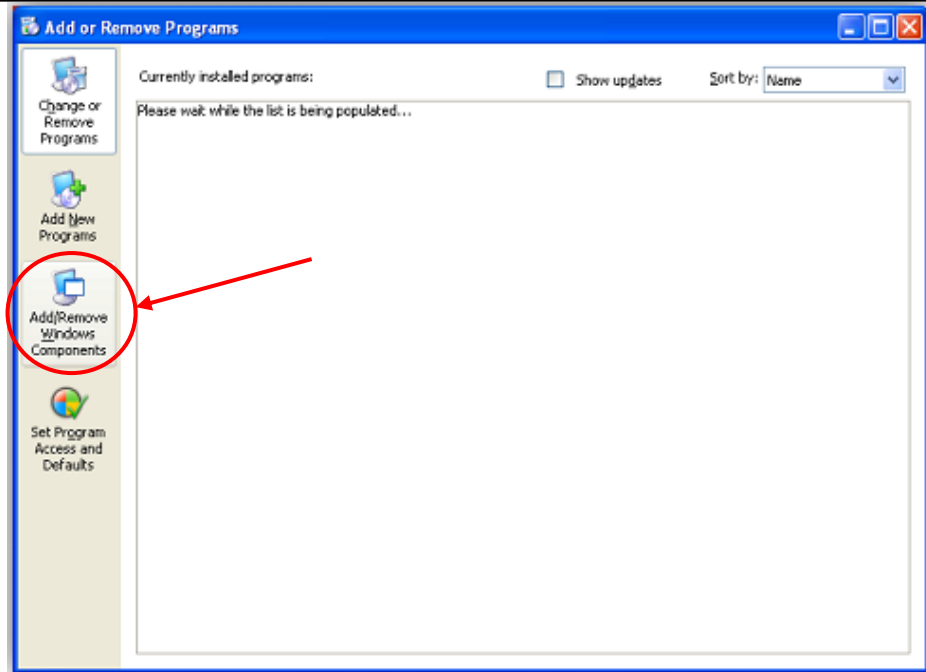 Add or Remove Programs
Change or
Remove
Programs
Currently installed programs:
Show updates
Sort by:
Name
Please wait while the list is being populated...
Add New
Programs
Add/Remove
Windows
Components
Set Program
Access and
Defaults